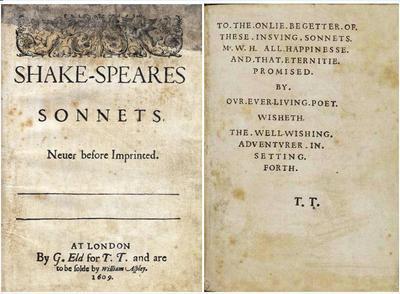 SHAKE-SPEARES
SONNETS.
Neuer before Imprinted.
AT LONDON
By G. Eld for T. T. and are
to be solde by William Aspley.
1609.
TO.THE.ONLIE.BEGETTER.OF.
THESE.INSVING.SONNETS.
Mr.W.H. ALL.HAPPINESSE.
AND.THAT.ETERNITIE.
PROMISED.
BY.
OVR.EVER-LIVING.POET.
WISHETH.
THE.WELL-WISHING.
ADVENTVRER.IN.
SETTING.
FORTH.
T. T.